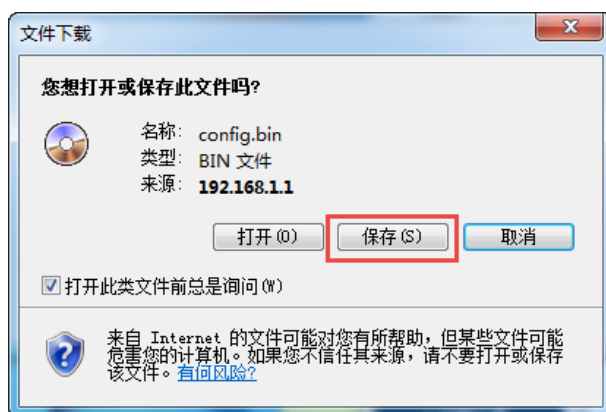 文件下载
您想打开或保存此文件吗?
名称: config.bin
类型: BIN 文件
来源: 192.168.1.1
打开(O) 保存(S) 取消
打开此类文件前总是询问(W)
来自 Internet 的文件可能对您有所帮助，但某些文件可能
危害您的计算机。如果您不信任其来源，请不要打开或保存
该文件。有何风险?